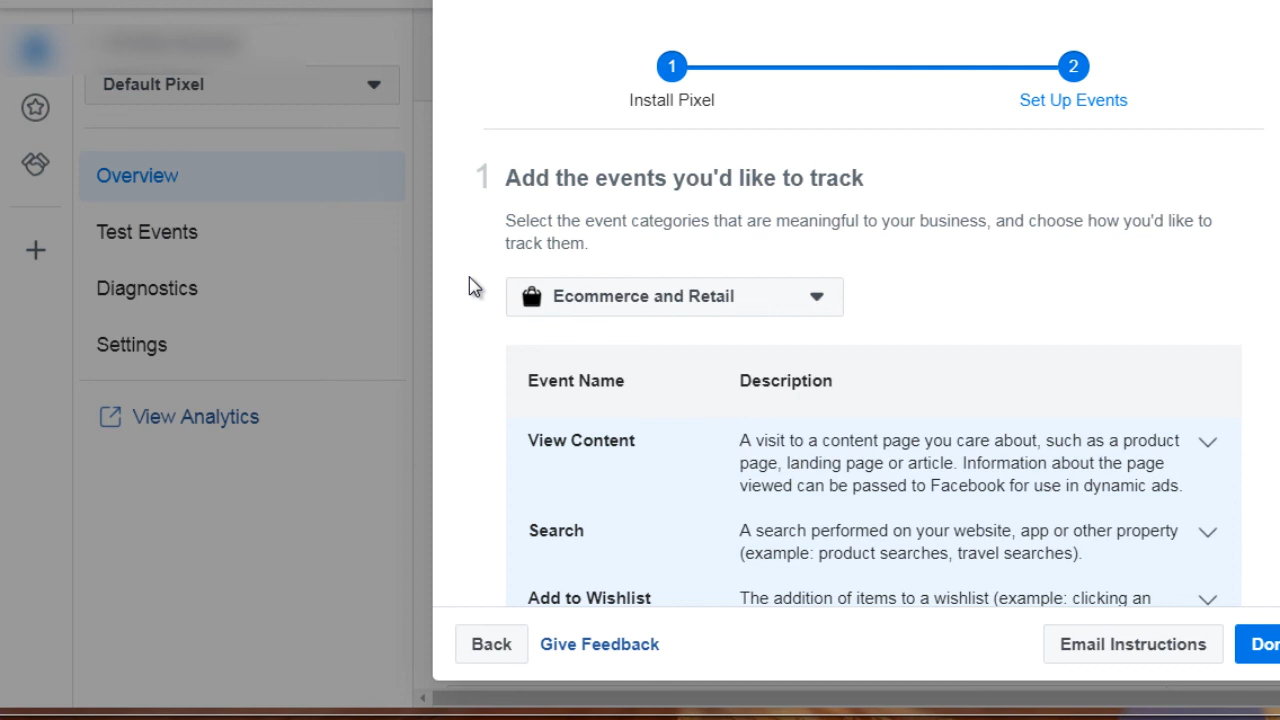 Default Pixel
Overview
Test Events
Diagnostics
Settings
View Analytics
1
2
Install Pixel
Set Up Events
1 Add the events you'd like to track
Select the event categories that are meaningful to your business, and choose how you'd like to
track them.
Ecommerce and Retail
Event Name
Description
View Content
A visit to a content page you care about, such as a product
page, landing page or article. Information about the page
viewed can be passed to Facebook for use in dynamic ads.
Search
A search performed on your website, app or other property
(example: product searches, travel searches).
Add to Wishlist
The addition of items to a wishlist (example: clicking an
Back
Give Feedback
Email Instructions